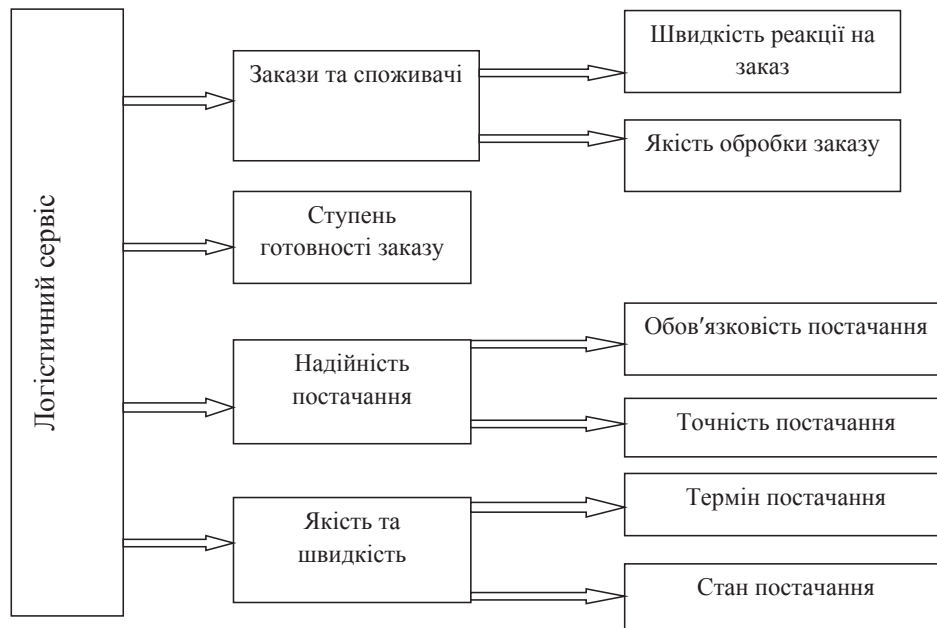 Логістичний сервіс
Закази та споживачі
Швидкість реакції на
заказ
Якість обробки заказу
Ступень
готовності заказу
Надійність
постачання
Обов'язковість постачання
Точність постачання
Якість та
швидкість
Термін постачання
Стан постачання